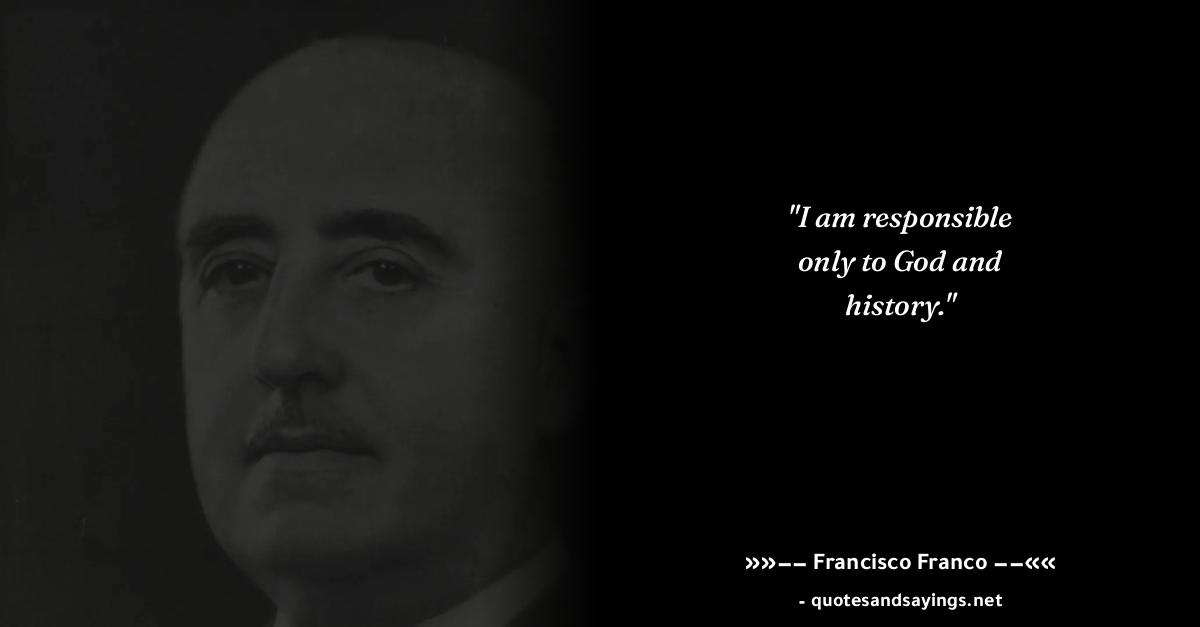 "I am responsible
only to God and
history."
»»−− Francisco Franco −−««
- quotesandsayings.net